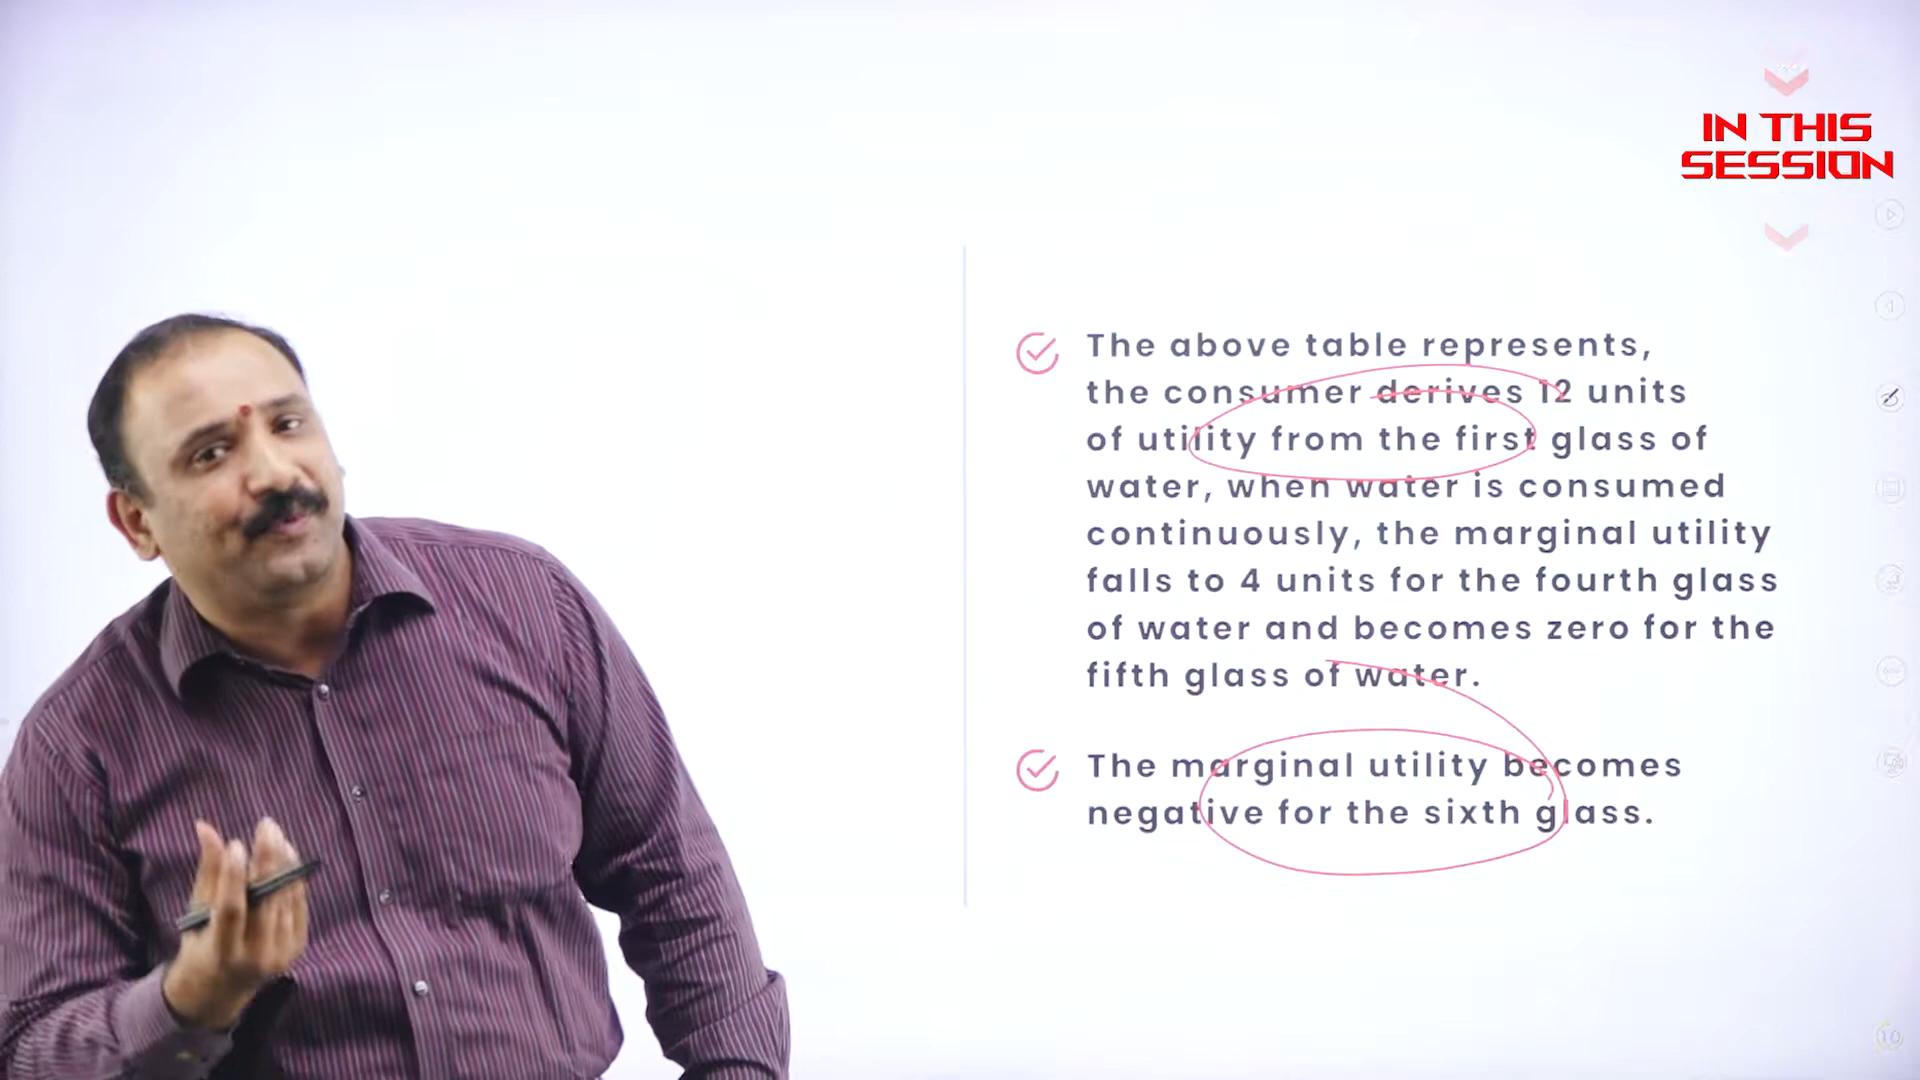 IN THIS
SESSION
The above table represents,
the consumer derives 12 units
of utility from the first glass of
water, when water is consumed
continuously, the marginal utility
falls to 4 units for the fourth glass
of water and becomes zero for the
fifth glass of water.
The marginal utility becomes
negative for the sixth glass.
10